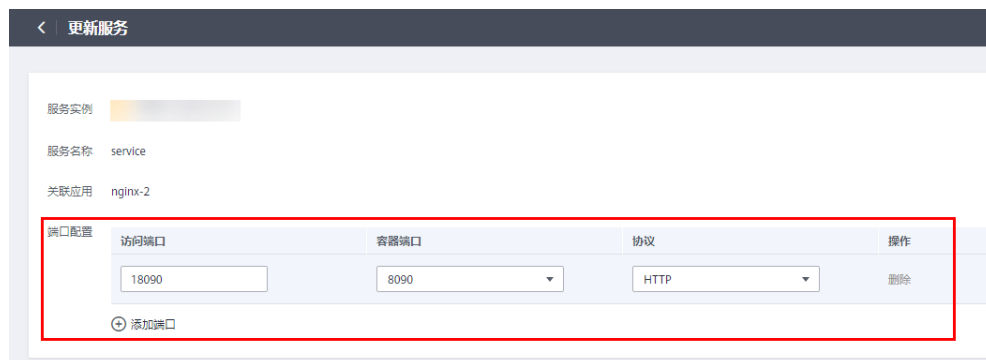 更新服务
服务实例
服务名称 service
关联应用 nginx-2
端口配置
访问端口 容器端口 协议 操作
18090 8090 HTTP 删除
添加端口